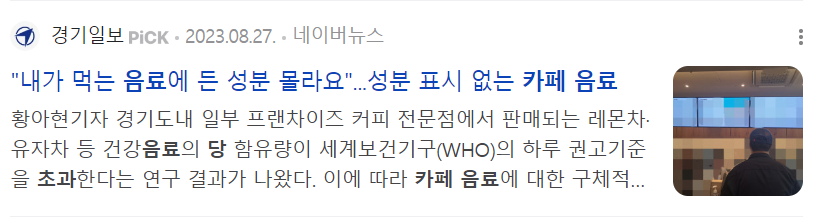 경기일보 PiCK · 2023.08.27. · 네이버뉴스
"내가 먹는 음료에 든 성분 몰라요"...성분 표시 없는 카페 음료
황아현기자 경기도내 일부 프랜차이즈 커피 전문점에서 판매되는 레몬차·
유자차 등 건강음료의 당 함유량이 세계보건기구(WHO)의 하루 권고기준
을 초과한다는 연구 결과가 나왔다. 이에 따라 카페 음료에 대한 구체적...